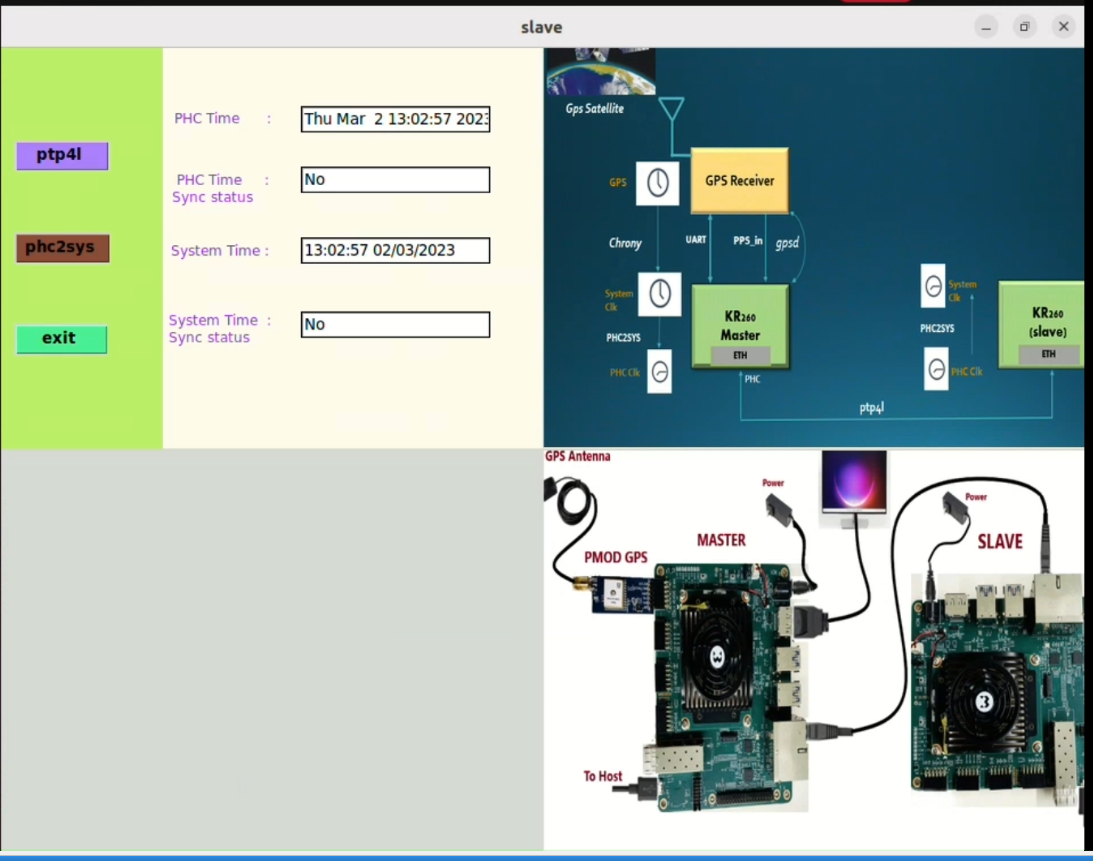 slave
ptp4l
phc2sys
exit
PHC Time :
Thu Mar 2 13:02:57 2023
PHC Time :
Sync status
No
System Time :
13:02:57 02/03/2023
System Time :
Sync status
No
Gps Satellite
GPS
GPS Receiver
Chrony
UART
PPS_in
gpsd
System
Clk
PHC2SYS
PHC Clk
KR260
Master
ETH
PHC
System
Clk
PHC2SYS
PHC Clk
KR260
(slave)
ETH
ptp4l
GPS Antenna
Power
Power
MASTER
SLAVE
PMOD GPS
To Host